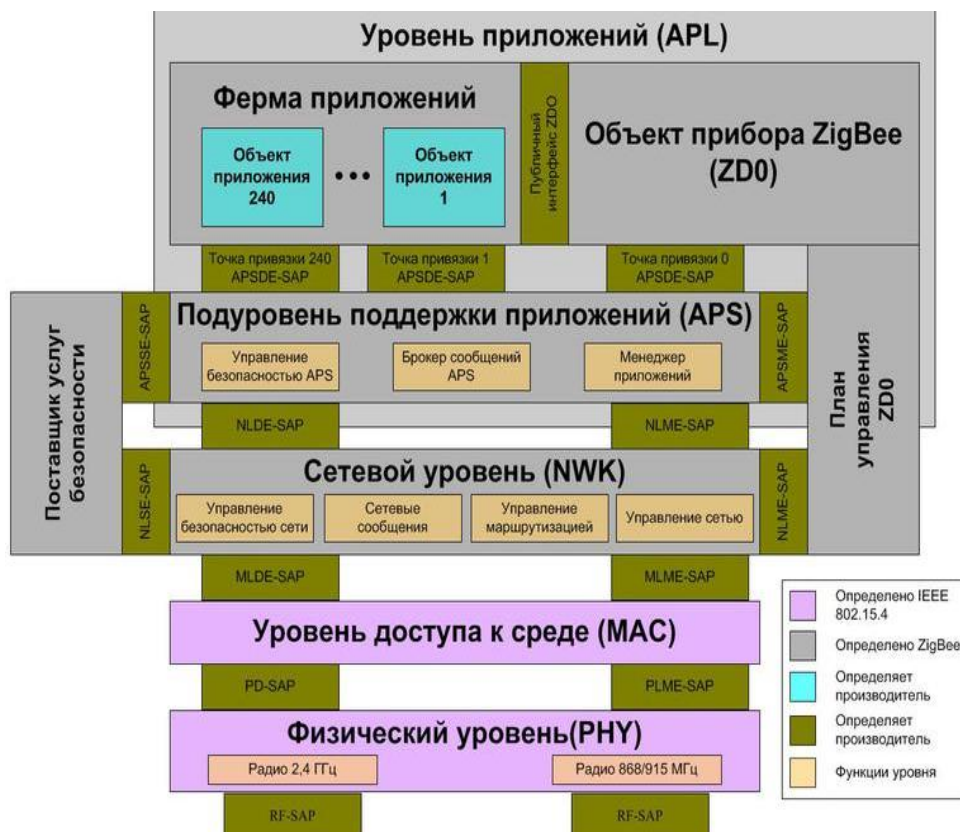 Уровень приложений (APL)
Ферма приложений
Объект
приложения
240
•••
Объект
приложения
1
Публичный
интерфейс ZDO
Объект прибора ZigBee
(ZD0)
Точка привязки 240
APSDE-SAP
Точка привязки 1
APSDE-SAP
Точка привязки 0
APSDE-SAP
Поставщик услуг
безопасности
APSSE-SAP
Подуровень поддержки приложений (APS)
Управление
безопасностью APS
Брокер сообщений
APS
Менеджер
приложений
APSME-SAP
План
управления
ZD0
NLDE-SAP
NLME-SAP
NLSE-SAP
Сетевой уровень (NWK)
Управление
безопасностью сети
Сетевые
сообщения
Управление
маршрутизацией
Управление сетью
NLME-SAP
MLDE-SAP
MLME-SAP
Уровень доступа к среде (MAC)
PD-SAP
PLME-SAP
Физический уровень(PHY)
Радио 2,4 ГГц
Радио 868/915 МГц
RF-SAP
RF-SAP
Определено IEEE
802.15.4
Определено ZigBee
Определяет
производитель
Определяет
производитель
Функции уровня